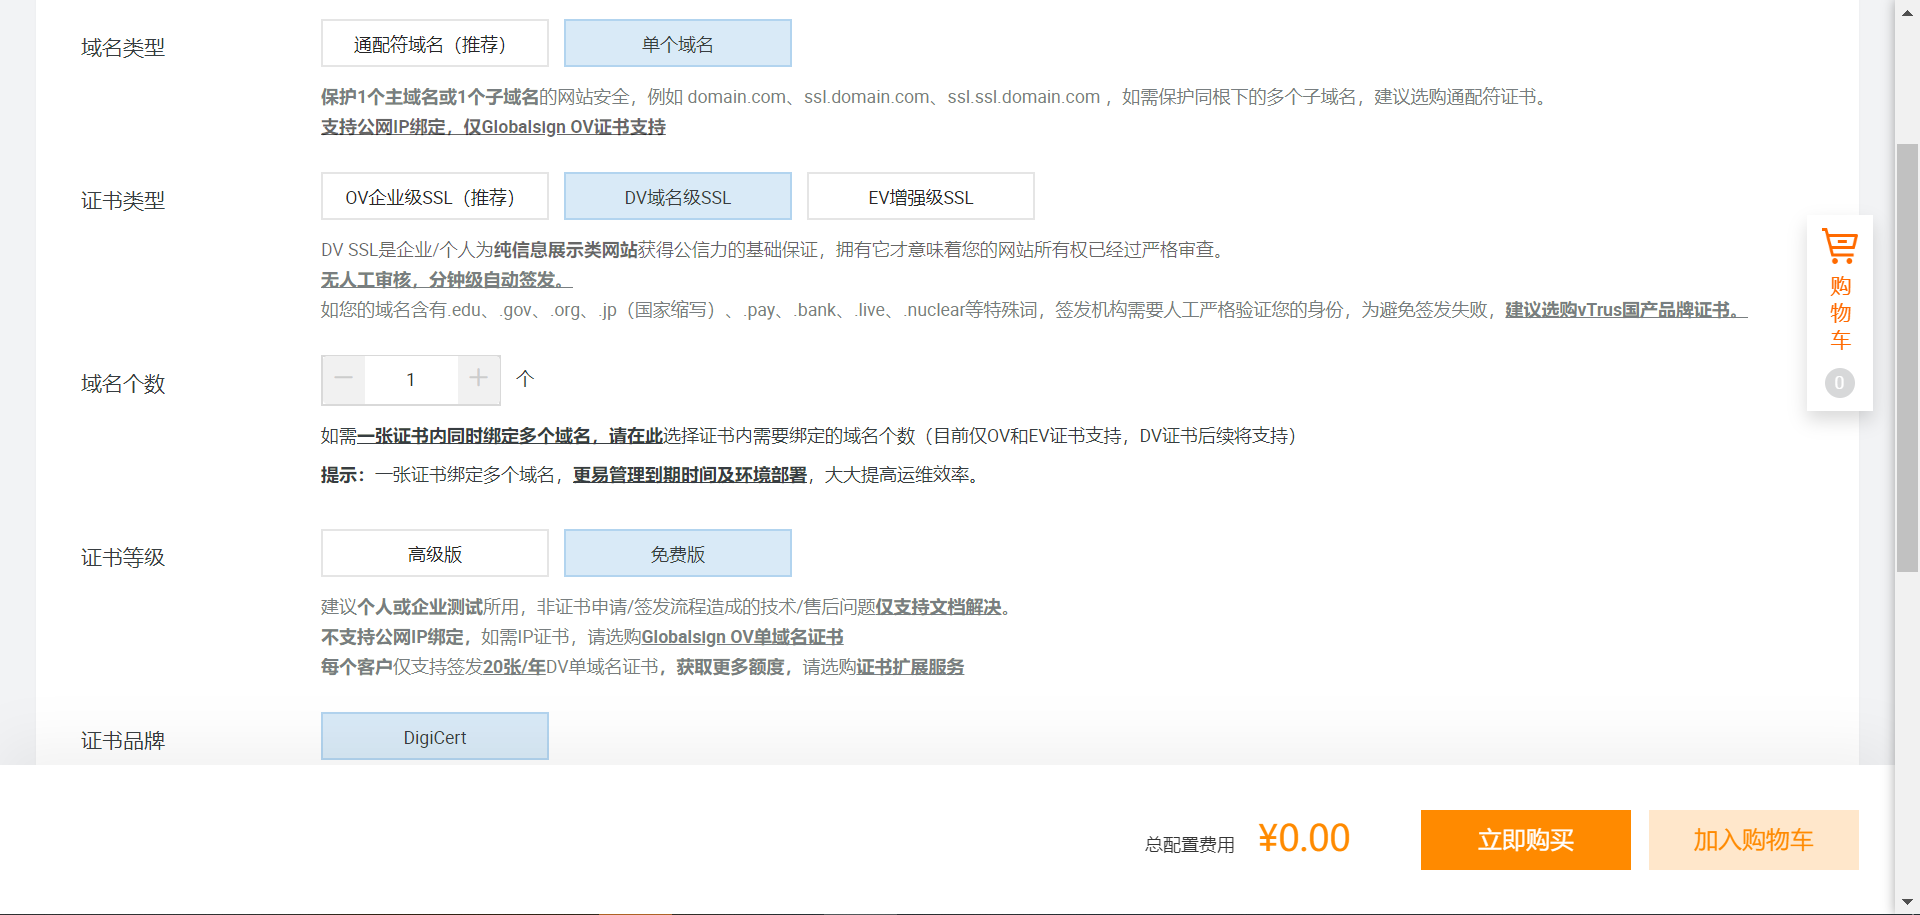 域名类型
通配符域名（推荐）
单个域名
保护1个主域名或1个子域名的网站安全，例如 domain.com、ssl.domain.com、ssl.ssl.domain.com ，如需保护同根下的多个子域名，建议选购通配符证书。
支持公网IP绑定，仅Globalsign OV证书支持
证书类型
OV企业级SSL（推荐）
DV域名级SSL
EV增强级SSL
DV SSL是企业/个人为纯信息展示类网站获得公信力的基础保证，拥有它才意味着您的网站所有权已经过严格审查。
无人工审核，分钟级自动签发。
如您的域名含有.edu、.gov、.org、.jp（国家缩写）、.pay、.bank、.live、.nuclear等特殊词，签发机构需要人工严格验证您的身份，为避免签发失败，建议选购vTrus国产品牌证书。
域名个数
1
个
如需一张证书内同时绑定多个域名，请在此选择证书内需要绑定的域名个数（目前仅OV和EV证书支持，DV证书后续将支持）
提示：一张证书绑定多个域名，更易管理到期时间及环境部署，大大提高运维效率。
证书等级
高级版
免费版
建议个人或企业测试所用，非证书申请/签发流程造成的技术/售后问题仅支持文档解决。
不支持公网IP绑定，如需IP证书，请选购Globalsign OV单域名证书
每个客户仅支持签发20张/年DV单域名证书，获取更多额度，请选购证书扩展服务
证书品牌
DigiCert
购
物
车
0
总配置费用
¥0.00
立即购买
加入购物车